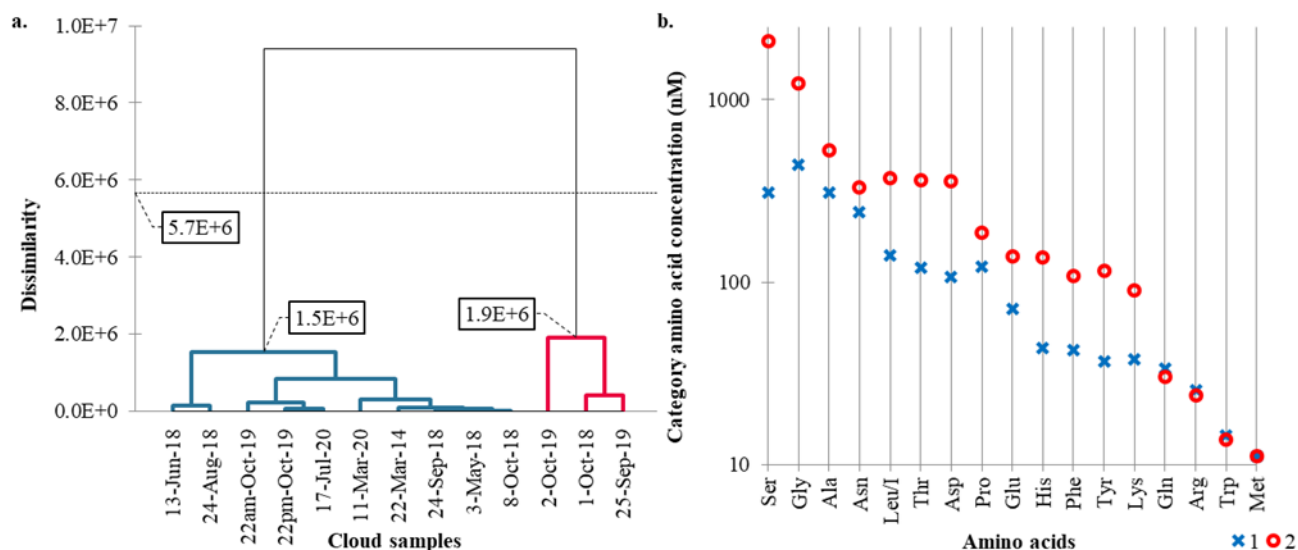 a.
Dissimilarity
1.0E+7
8.0E+6
6.0E+6
4.0E+6
2.0E+6
0.0E+0
5.7E+6
1.5E+6
1.9E+6
13-Jun-18
24-Aug-18
22am-Oct-19
22pm-Oct-19
17-Jul-20
11-Mar-20
22-Mar-14
24-Sep-18
3-May-18
8-Oct-18
2-Oct-19
1-Oct-18
25-Sep-19
Cloud samples
b.
Category amino acid concentration (nM)
1000
100
10
Ser
Gly
Ala
Asn
Leu/I
Thr
Asp
Pro
Glu
His
Phe
Tyr
Lys
Gln
Arg
Trp
Met
Amino acids
1
2